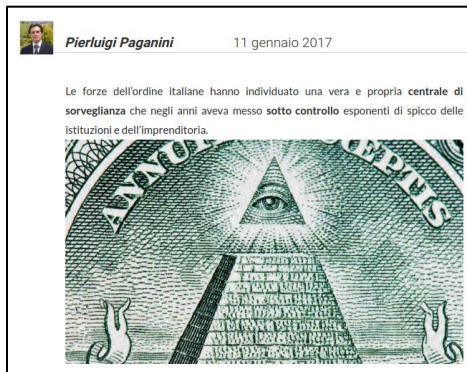 Pierluigi Paganini 11 gennaio 2017
Le forze dell'ordine italiane hanno individuato una vera e propria centrale di
sorveglianza che negli anni aveva messo sotto controllo esponenti di spicco delle
istituzioni e dell'imprenditoria.
ANNUIT CŒPTIS